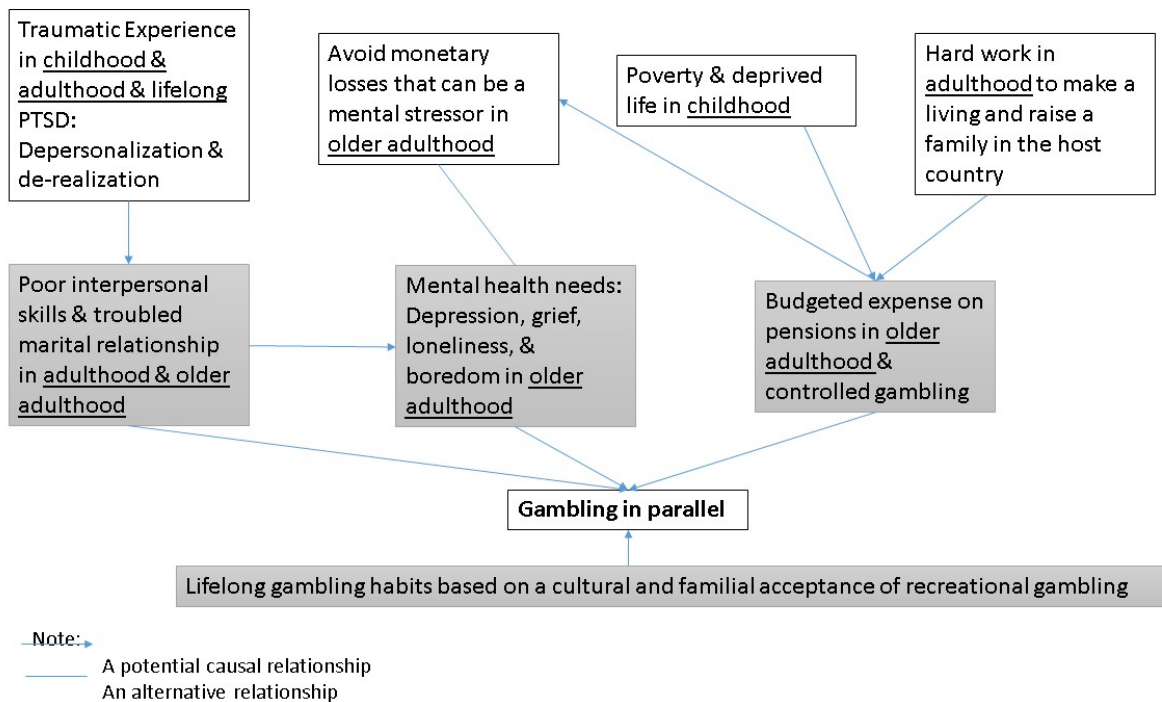 Traumatic Experience
in childhood &
adulthood & lifelong
PTSD:
Depersonalization &
de-realization
Avoid monetary
losses that can be a
mental stressor in
older adulthood
Poverty & deprived
life in childhood
Hard work in
adulthood to make a
living and raise a
family in the host
country
Poor interpersonal
skills & troubled
marital relationship
in adulthood & older
adulthood
Mental health needs:
Depression, grief,
loneliness, &
boredom in older
adulthood
Budgeted expense on
pensions in older
adulthood &
controlled gambling
Gambling in parallel
Lifelong gambling habits based on a cultural and familial acceptance of recreational gambling
Note:
A potential causal relationship
An alternative relationship